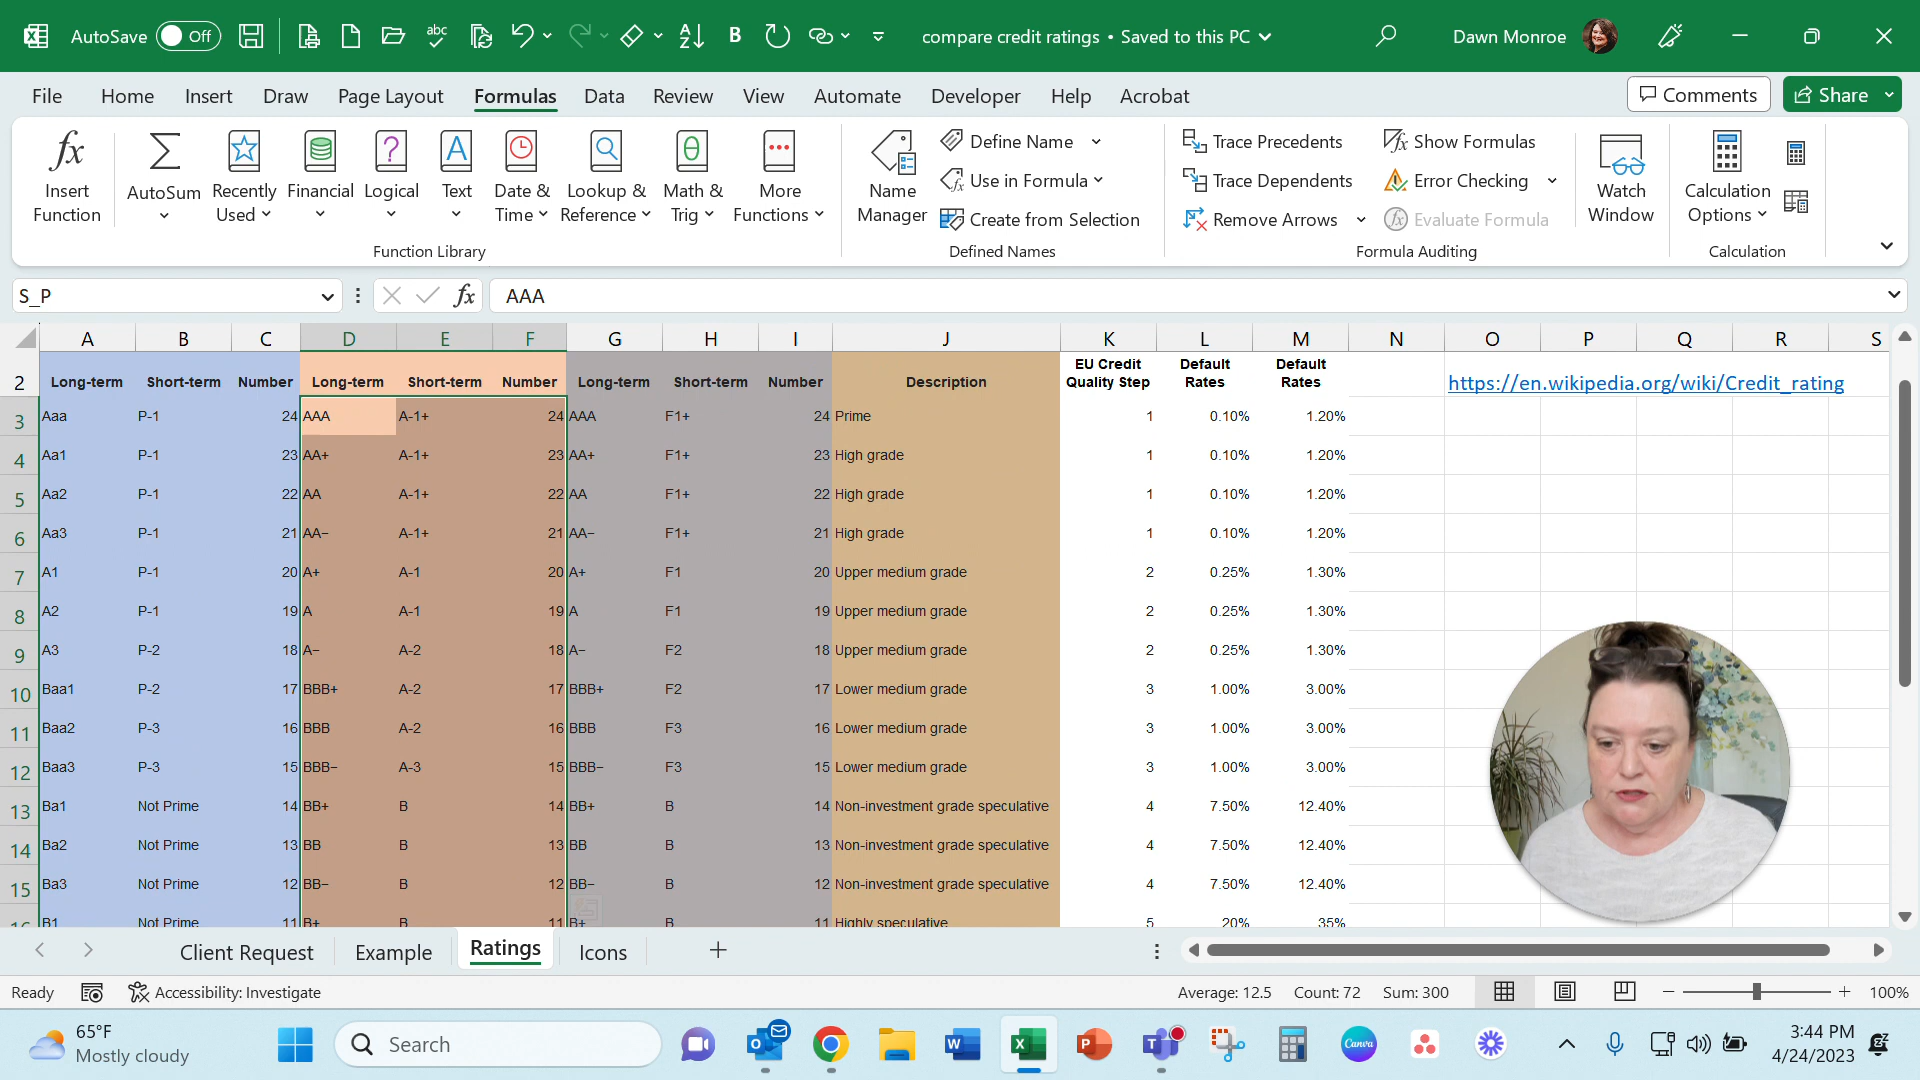 AutoSave Off
compare credit ratings • Saved to this PC
Dawn Monroe
File Home Insert Draw Page Layout Formulas Data Review View Automate Developer Help Acrobat
Comments Share
Insert Function
AutoSum
Recently Used
Financial
Logical
Text
Date & Time
Lookup & Reference
Math & Trig
More Functions
Function Library
Name Manager
Define Name
Use in Formula
Create from Selection
Defined Names
Trace Precedents
Trace Dependents
Remove Arrows
Show Formulas
Error Checking
Evaluate Formula
Formula Auditing
Watch Window
Calculation Options
Calculation
S_P
fx AAA
A B C D E F G H I J K L M N O P Q R S
2 Long-term Short-term Number Long-term Short-term Number Long-term Short-term Number Description EU Credit Quality Step Default Rates Default Rates https://en.wikipedia.org/wiki/Credit_rating
3 Aaa P-1 24 AAA A-1+ 24 AAA F1+ 24 Prime 1 0.10% 1.20%
4 Aa1 P-1 23 AA+ A-1+ 23 AA+ F1+ 23 High grade 1 0.10% 1.20%
5 Aa2 P-1 22 AA A-1+ 22 AA F1+ 22 High grade 1 0.10% 1.20%
6 Aa3 P-1 21 AA− A-1+ 21 AA− F1+ 21 High grade 1 0.10% 1.20%
7 A1 P-1 20 A+ A-1 20 A+ F1 20 Upper medium grade 2 0.25% 1.30%
8 A2 P-1 19 A A-1 19 A F1 19 Upper medium grade 2 0.25% 1.30%
9 A3 P-2 18 A− A-2 18 A− F2 18 Upper medium grade 2 0.25% 1.30%
10 Baa1 P-2 17 BBB+ A-2 17 BBB+ F2 17 Lower medium grade 3 1.00% 3.00%
11 Baa2 P-3 16 BBB A-2 16 BBB F3 16 Lower medium grade 3 1.00% 3.00%
12 Baa3 P-3 15 BBB− A-3 15 BBB− F3 15 Lower medium grade 3 1.00% 3.00%
13 Ba1 Not Prime 14 BB+ B 14 BB+ B 14 Non-investment grade speculative 4 7.50% 12.40%
14 Ba2 Not Prime 13 BB B 13 BB B 13 Non-investment grade speculative 4 7.50% 12.40%
15 Ba3 Not Prime 12 BB− B 12 BB− B 12 Non-investment grade speculative 4 7.50% 12.40%
16 B1 Not Prime 11 B+ B 11 B+ B 11 Highly speculative 5 20% 35%
Client Request Example Ratings Icons
Ready Accessibility: Investigate Average: 12.5 Count: 72 Sum: 300 100%
65°F
Mostly cloudy
Search
Canva
3:44 PM
4/24/2023